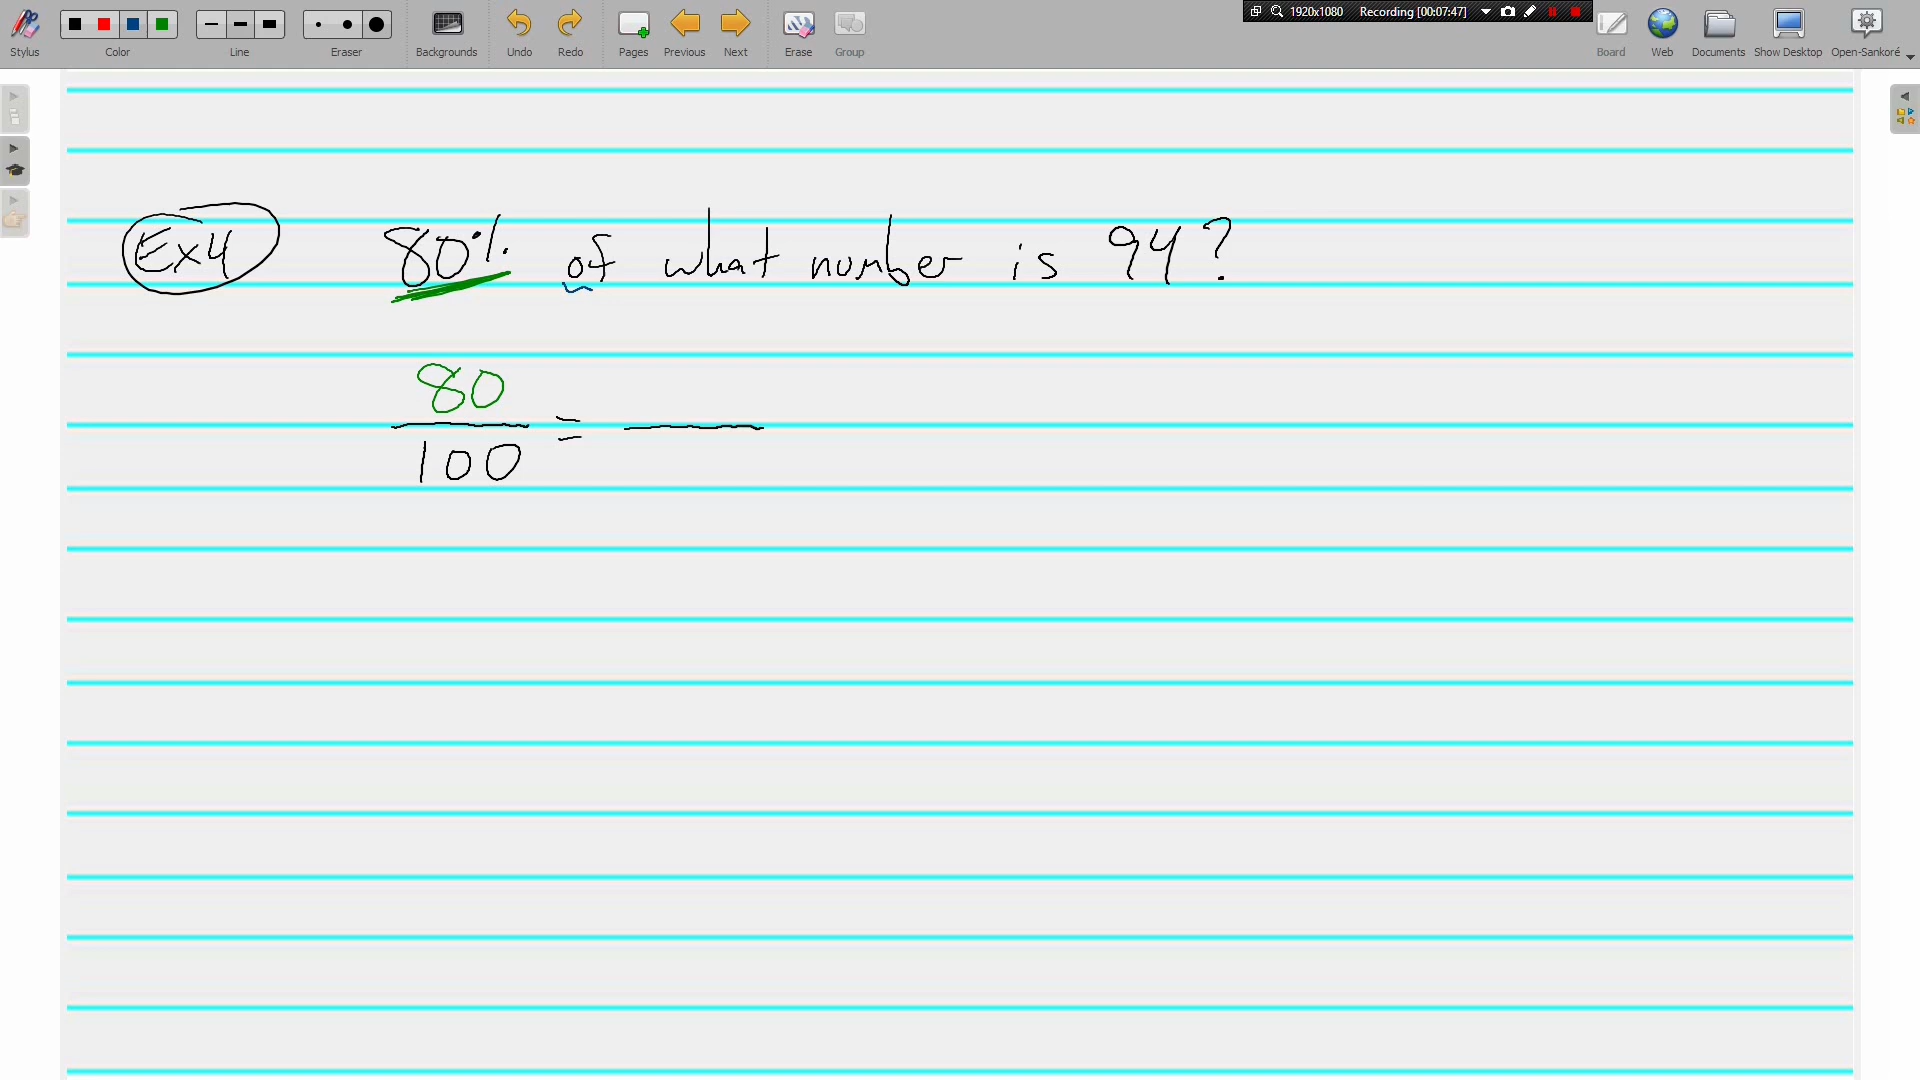 1920x1080 Recording [00:07:47]
Stylus Color Line Eraser Backgrounds Undo Redo Pages Previous Next Erase Group Board Web Documents Show Desktop Open-Sankoré
Ex4 80% of what number is 94?
80
= 
100